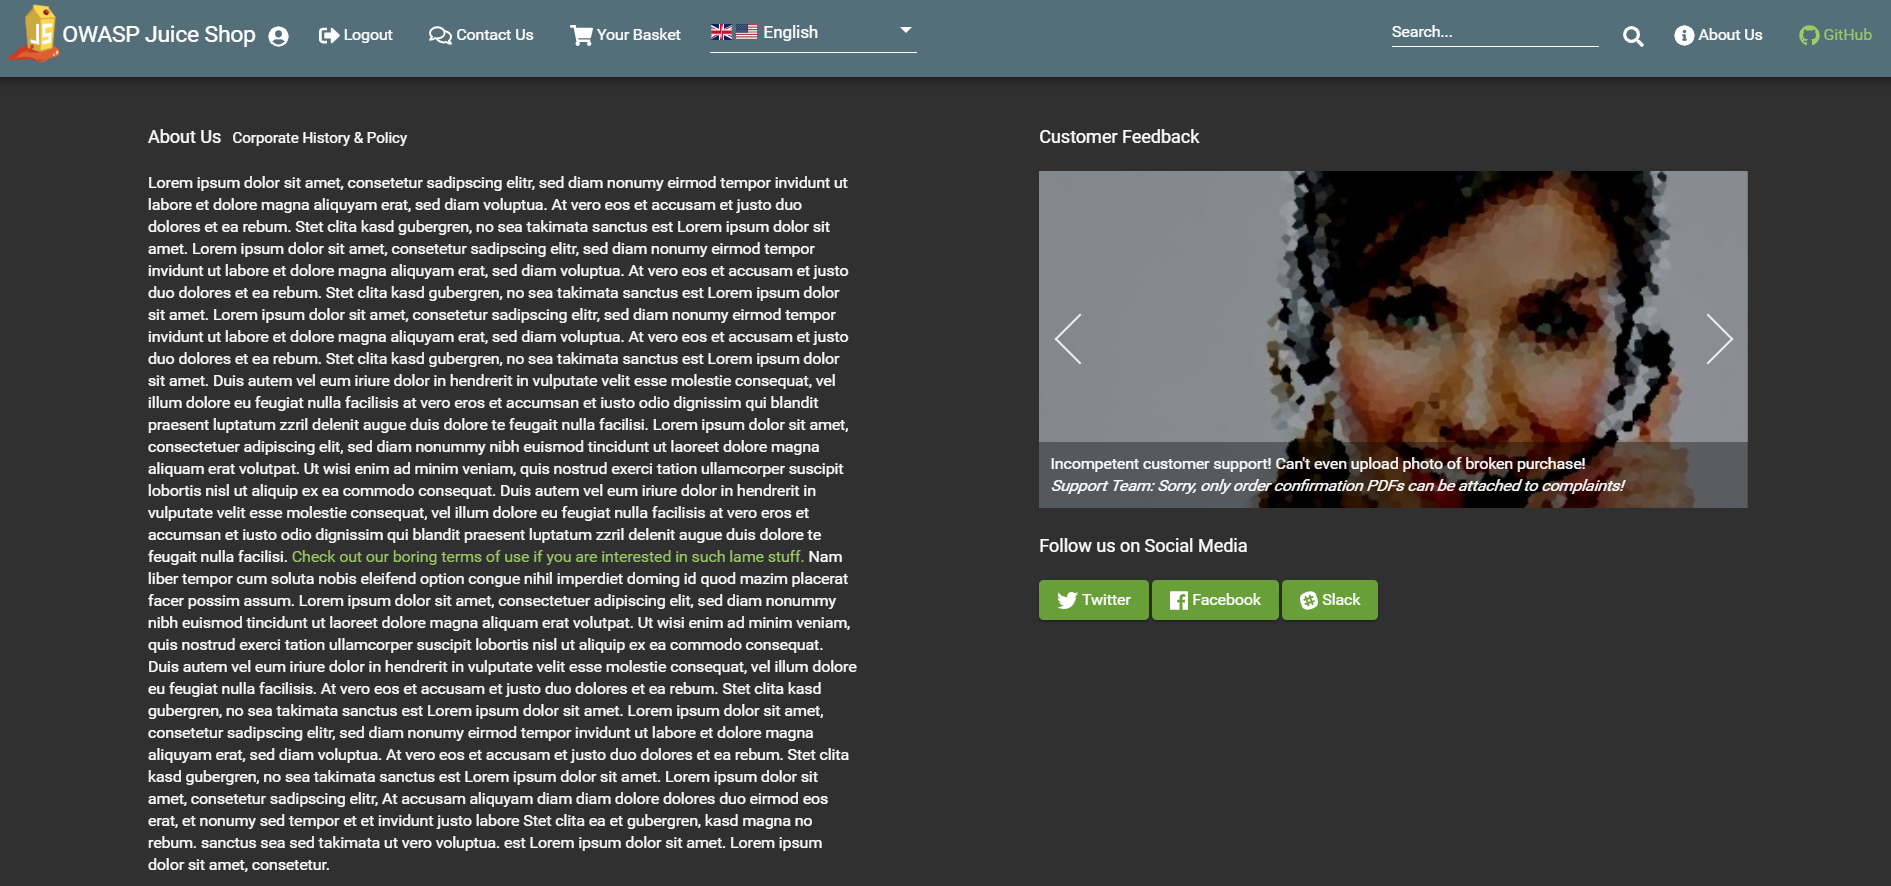 OWASP Juice Shop Logout Contact Us Your Basket English Search... About Us GitHub
About Us Corporate History & Policy
Lorem ipsum dolor sit amet, consetetur sadipscing elitr, sed diam nonumy eirmod tempor invidunt ut
labore et dolore magna aliquyam erat, sed diam voluptua. At vero eos et accusam et justo duo
dolores et ea rebum. Stet clita kasd gubergren, no sea takimata sanctus est Lorem ipsum dolor sit
amet. Lorem ipsum dolor sit amet, consetetur sadipscing elitr, sed diam nonumy eirmod tempor
invidunt ut labore et dolore magna aliquyam erat, sed diam voluptua. At vero eos et accusam et justo
duo dolores et ea rebum. Stet clita kasd gubergren, no sea takimata sanctus est Lorem ipsum dolor
sit amet. Lorem ipsum dolor sit amet, consetetur sadipscing elitr, sed diam nonumy eirmod tempor
invidunt ut labore et dolore magna aliquyam erat, sed diam voluptua. At vero eos et accusam et justo
duo dolores et ea rebum. Stet clita kasd gubergren, no sea takimata sanctus est Lorem ipsum dolor
sit amet. Duis autem vel eum iriure dolor in hendrerit in vulputate velit esse molestie consequat, vel
illum dolore eu feugiat nulla facilisis at vero eros et accumsan et iusto odio dignissim qui blandit
praesent luptatum zzril delenit augue duis dolore te feugait nulla facilisi. Lorem ipsum dolor sit amet,
consectetuer adipiscing elit, sed diam nonummy nibh euismod tincidunt ut laoreet dolore magna
aliquam erat volutpat. Ut wisi enim ad minim veniam, quis nostrud exerci tation ullamcorper suscipit
lobortis nisl ut aliquip ex ea commodo consequat. Duis autem vel eum iriure dolor in hendrerit in
vulputate velit esse molestie consequat, vel illum dolore eu feugiat nulla facilisis at vero eros et
accumsan et iusto odio dignissim qui blandit praesent luptatum zzril delenit augue duis dolore te
feugait nulla facilisi. Check out our boring terms of use if you are interested in such lame stuff. Nam
liber tempor cum soluta nobis eleifend option congue nihil imperdiet doming id quod mazim placerat
facer possim assum. Lorem ipsum dolor sit amet, consectetuer adipiscing elit, sed diam nonummy
nibh euismod tincidunt ut laoreet dolore magna aliquam erat volutpat. Ut wisi enim ad minim veniam,
quis nostrud exerci tation ullamcorper suscipit lobortis nisl ut aliquip ex ea commodo consequat.
Duis autem vel eum iriure dolor in hendrerit in vulputate velit esse molestie consequat, vel illum dolore
eu feugiat nulla facilisis. At vero eos et accusam et justo duo dolores et ea rebum. Stet clita kasd
gubergren, no sea takimata sanctus est Lorem ipsum dolor sit amet. Lorem ipsum dolor sit amet,
consetetur sadipscing elitr, sed diam nonumy eirmod tempor invidunt ut labore et dolore magna
aliquyam erat, sed diam voluptua. At vero eos et accusam et justo duo dolores et ea rebum. Stet clita
kasd gubergren, no sea takimata sanctus est Lorem ipsum dolor sit amet. Lorem ipsum dolor sit
amet, consetetur sadipscing elitr, At accusam aliquyam diam diam dolore dolores duo eirmod eos
erat, et nonumy sed tempor et et invidunt justo labore Stet clita ea et gubergren, kasd magna no
rebum. sanctus sea sed takimata ut vero voluptua. est Lorem ipsum dolor sit amet. Lorem ipsum
dolor sit amet, consetetur.
Customer Feedback
Incompetent customer support! Can't even upload photo of broken purchase!
Support Team: Sorry, only order confirmation PDFs can be attached to complaints!
Follow us on Social Media
Twitter Facebook Slack